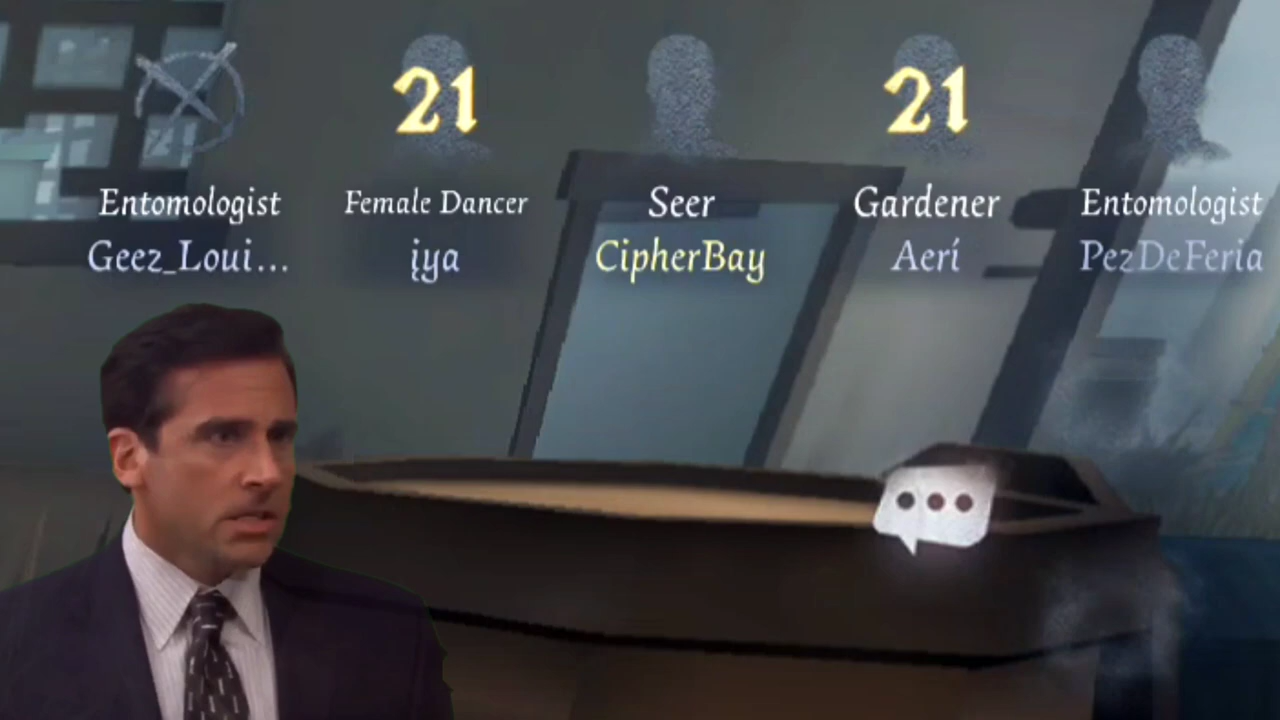 21 21
Entomologist Female Dancer Seer Gardener Entomologist
Geez_Loui... įya CipherBay Aerí PezDeFeria